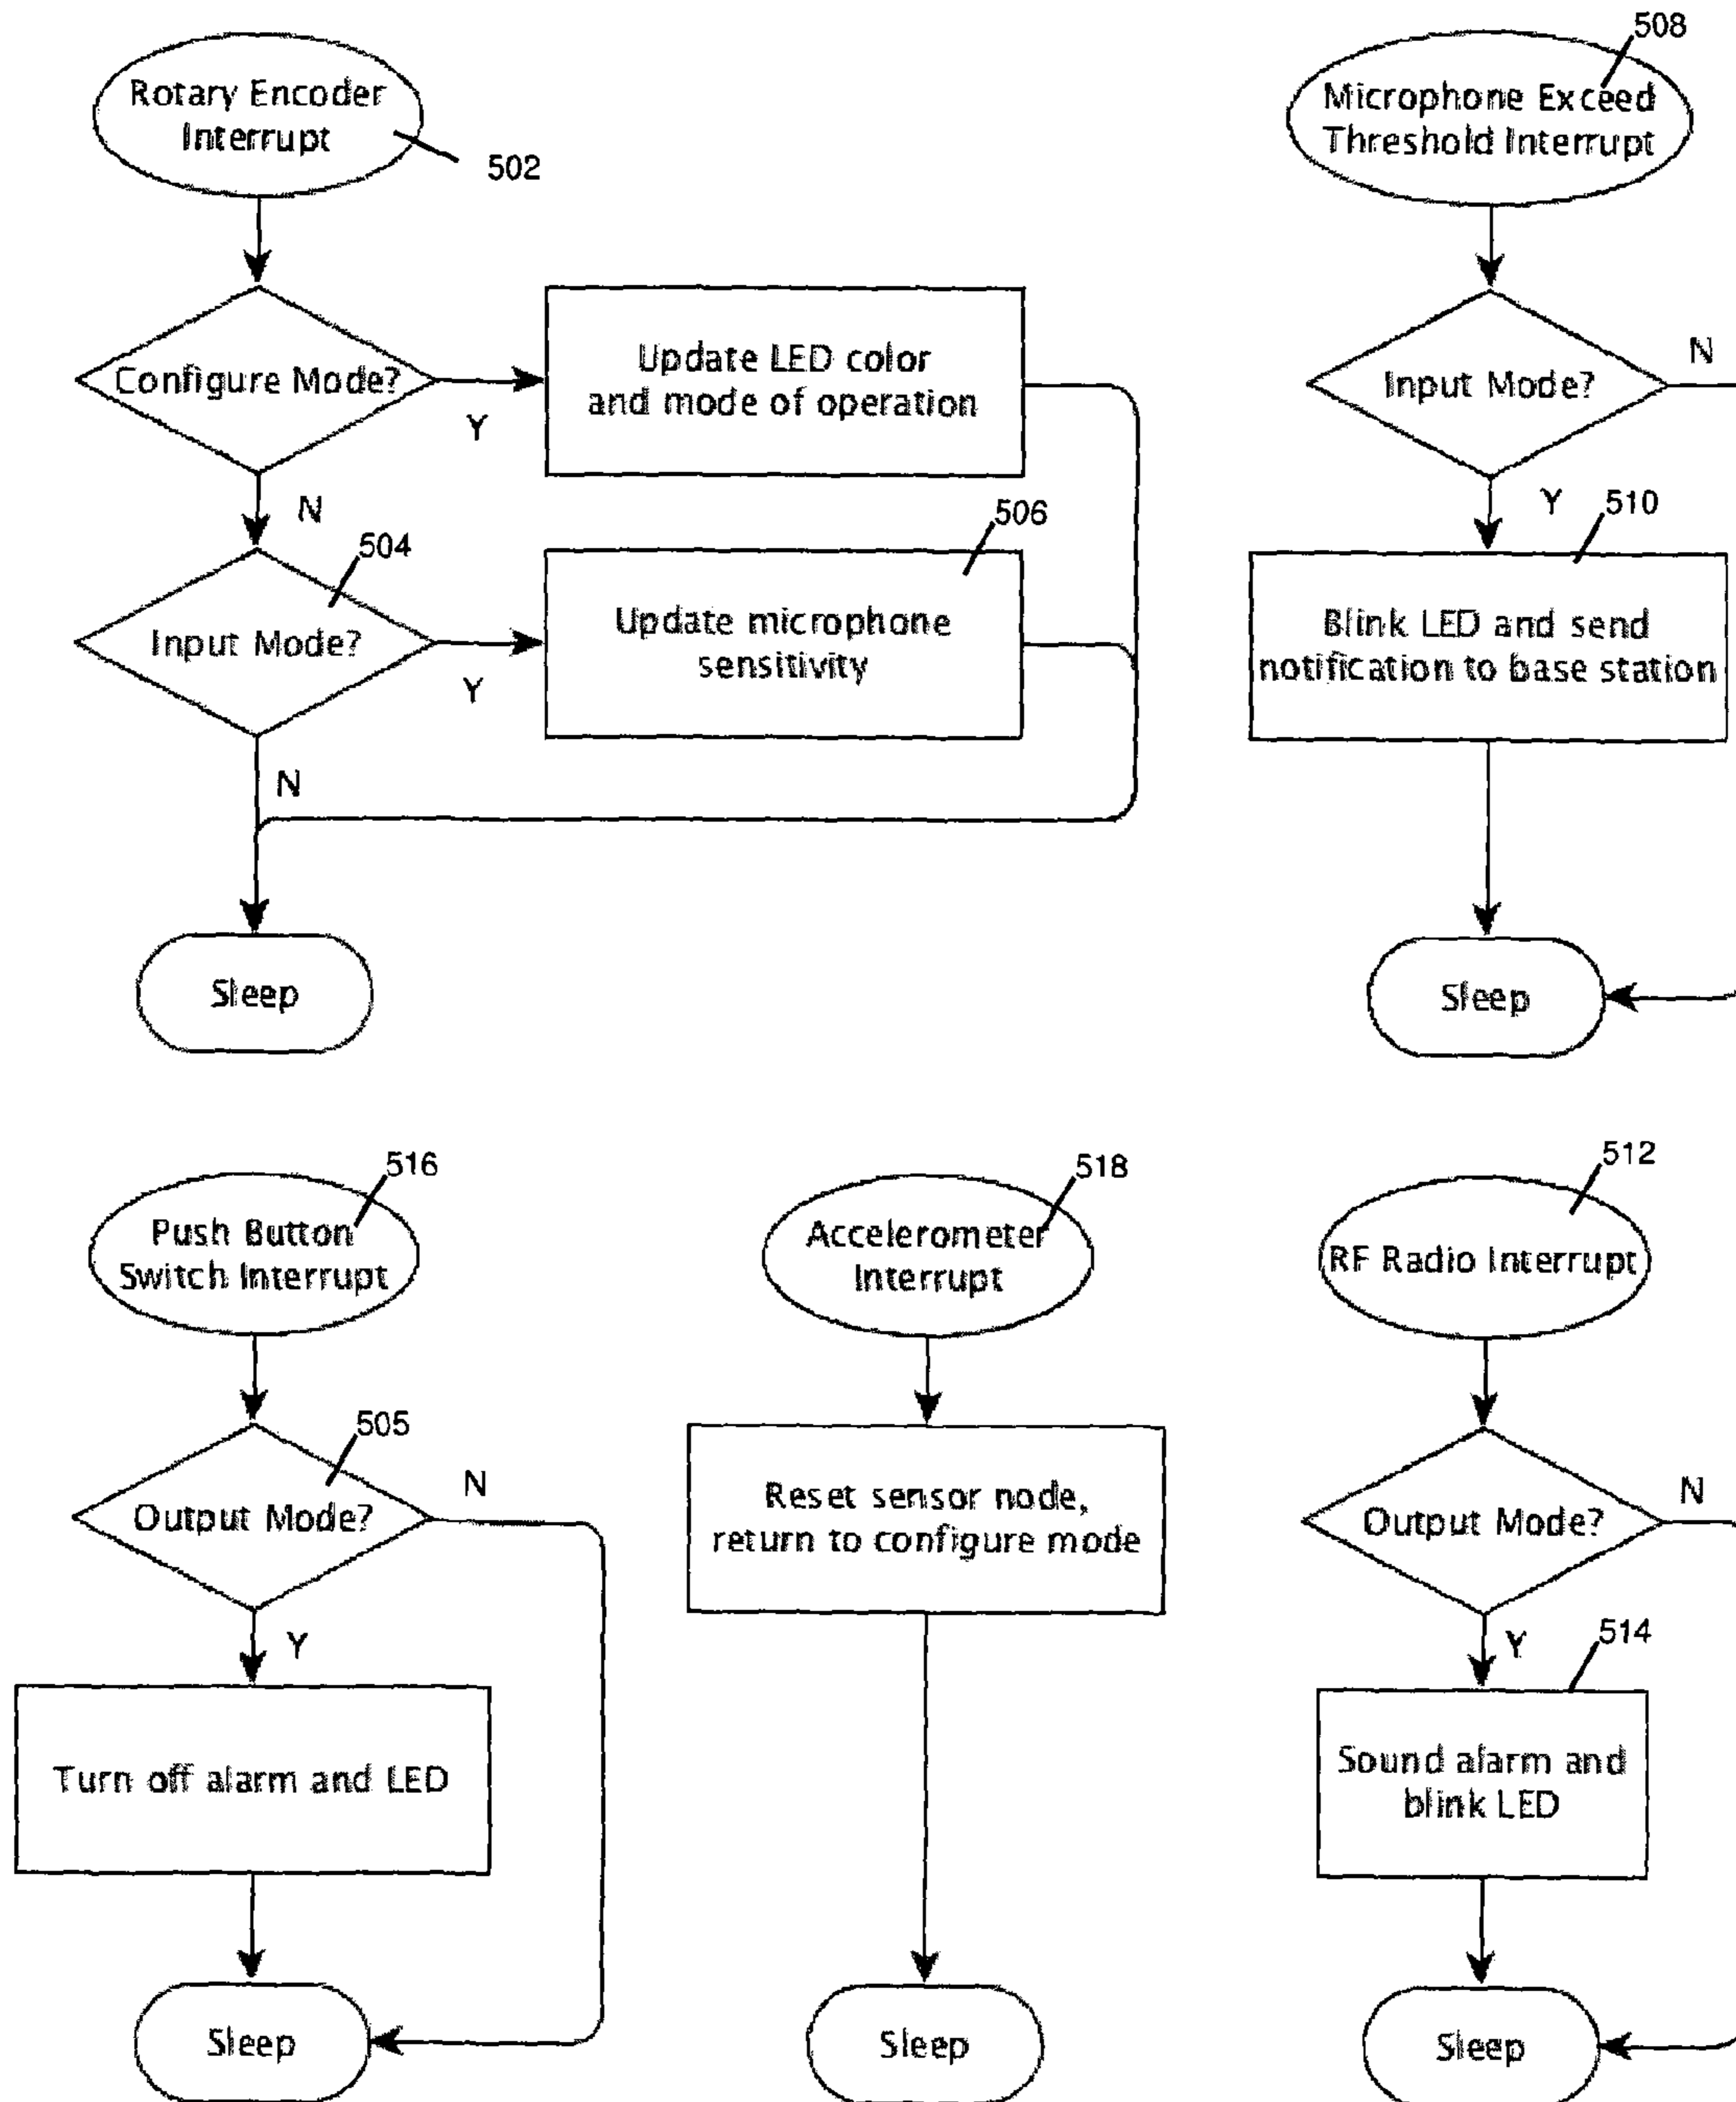 Rotary Encoder
Interrupt
502
Configure Mode?
Y
Update LED color
and mode of operation
N
504
Input Mode?
Y
506
Update microphone
sensitivity
N
Sleep
508
Microphone Exceed
Threshold Interrupt
Input Mode?
N
Y
510
Blink LED and send
notification to base station
Sleep
516
Push Button
Switch Interrupt
505
Output Mode?
N
Y
Turn off alarm and LED
Sleep
518
Accelerometer
Interrupt
Reset sensor node,
return to configure mode
Sleep
512
RF Radio Interrupt
Output Mode?
N
Y
514
Sound alarm and
blink LED
Sleep